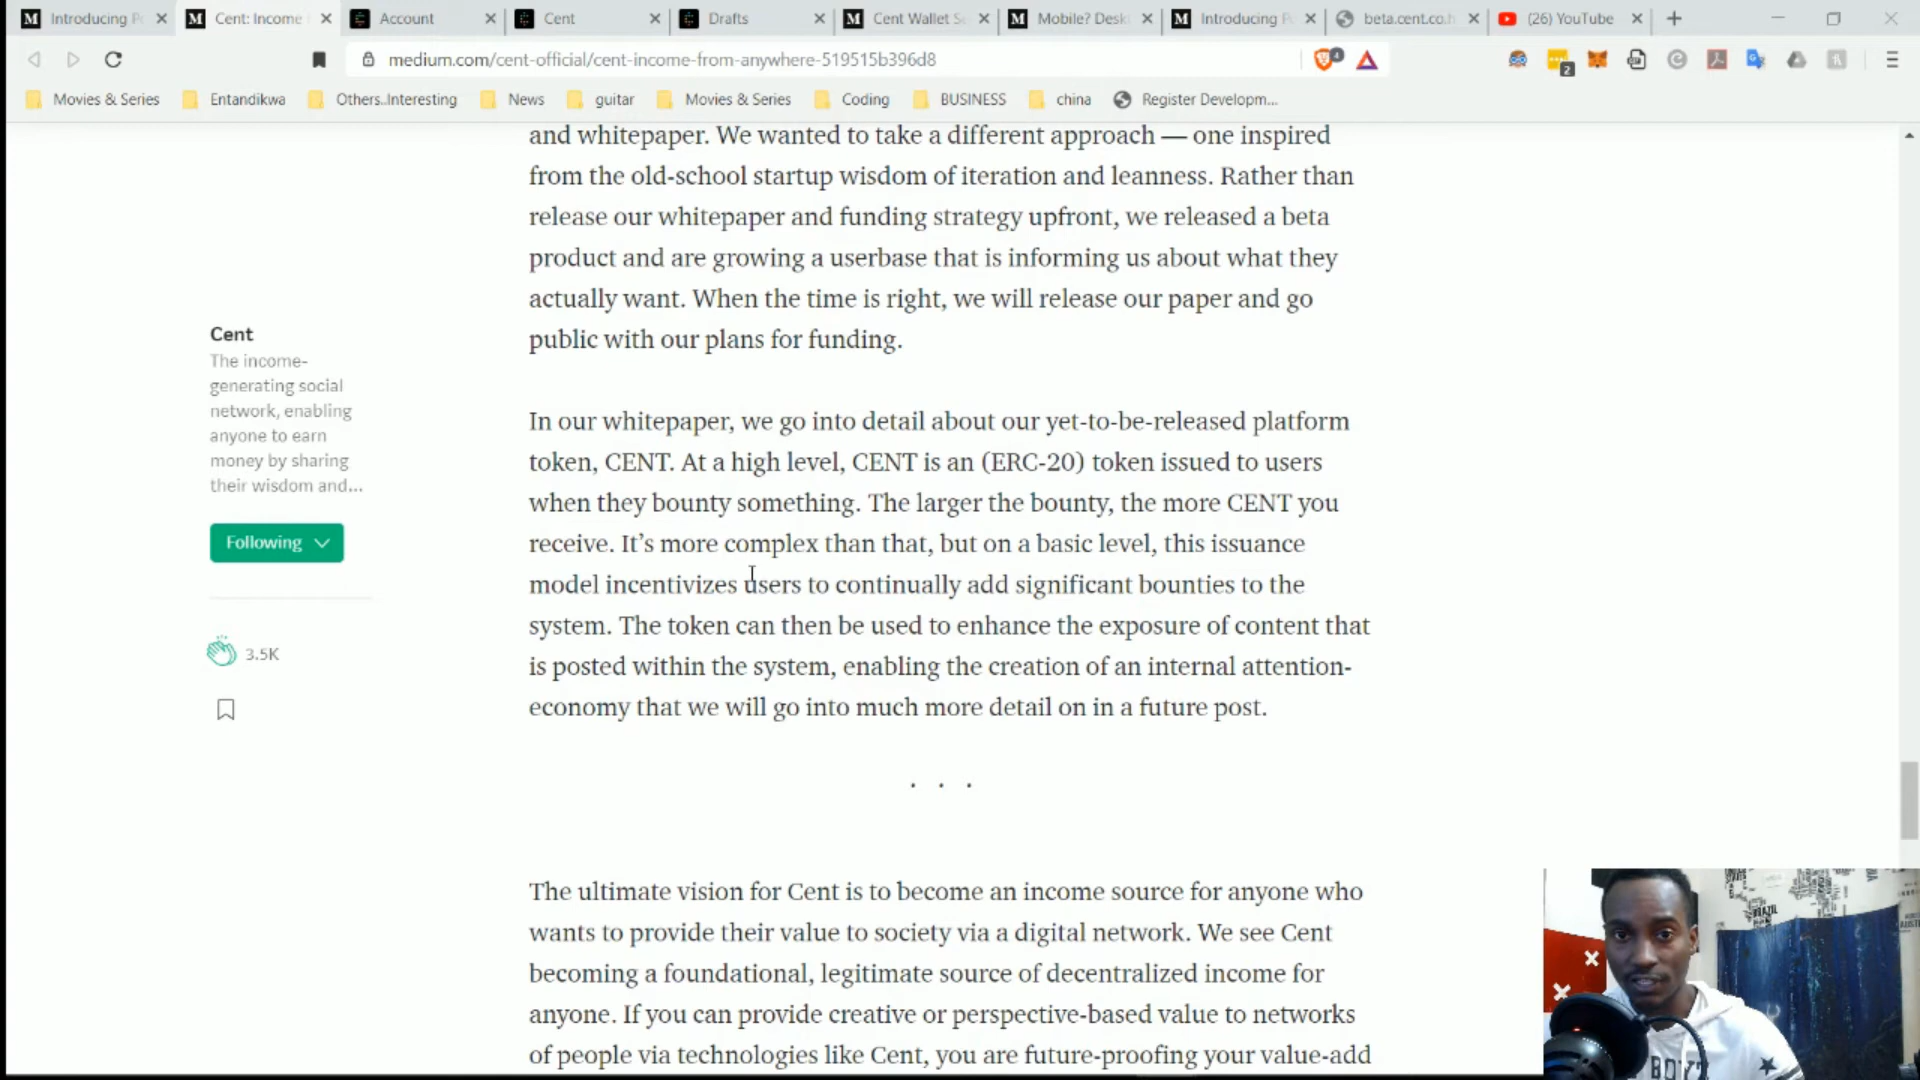 Introducing P
Cent: Income
Account
Cent
Drafts
Cent Wallet S
Mobile? Desk
Introducing P
beta.cent.co.
(26) YouTube
medium.com/cent-official/cent-income-from-anywhere-519515b396d8
4
2
Movies & Series
Entandikwa
Others..Interesting
News
guitar
Movies & Series
Coding
BUSINESS
china
Register Developm...
and whitepaper. We wanted to take a different approach — one inspired
from the old-school startup wisdom of iteration and leanness. Rather than
release our whitepaper and funding strategy upfront, we released a beta
product and are growing a userbase that is informing us about what they
actually want. When the time is right, we will release our paper and go
public with our plans for funding.
Cent
The income-
generating social
network, enabling
anyone to earn
money by sharing
their wisdom and...
Following
3.5K
In our whitepaper, we go into detail about our yet-to-be-released platform
token, CENT. At a high level, CENT is an (ERC-20) token issued to users
when they bounty something. The larger the bounty, the more CENT you
receive. It’s more complex than that, but on a basic level, this issuance
model incentivizes users to continually add significant bounties to the
system. The token can then be used to enhance the exposure of content that
is posted within the system, enabling the creation of an internal attention-
economy that we will go into much more detail on in a future post.
. . .
The ultimate vision for Cent is to become an income source for anyone who
wants to provide their value to society via a digital network. We see Cent
becoming a foundational, legitimate source of decentralized income for
anyone. If you can provide creative or perspective-based value to networks
of people via technologies like Cent, you are future-proofing your value-add
BRAZIL